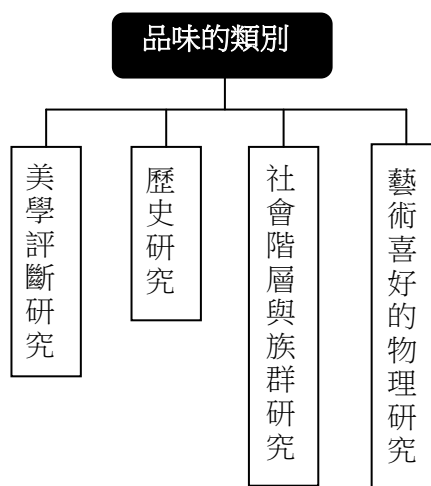 品味的類別
美學評斷研究
歷史研究
社會階層與族群研究
藝術喜好的物理研究